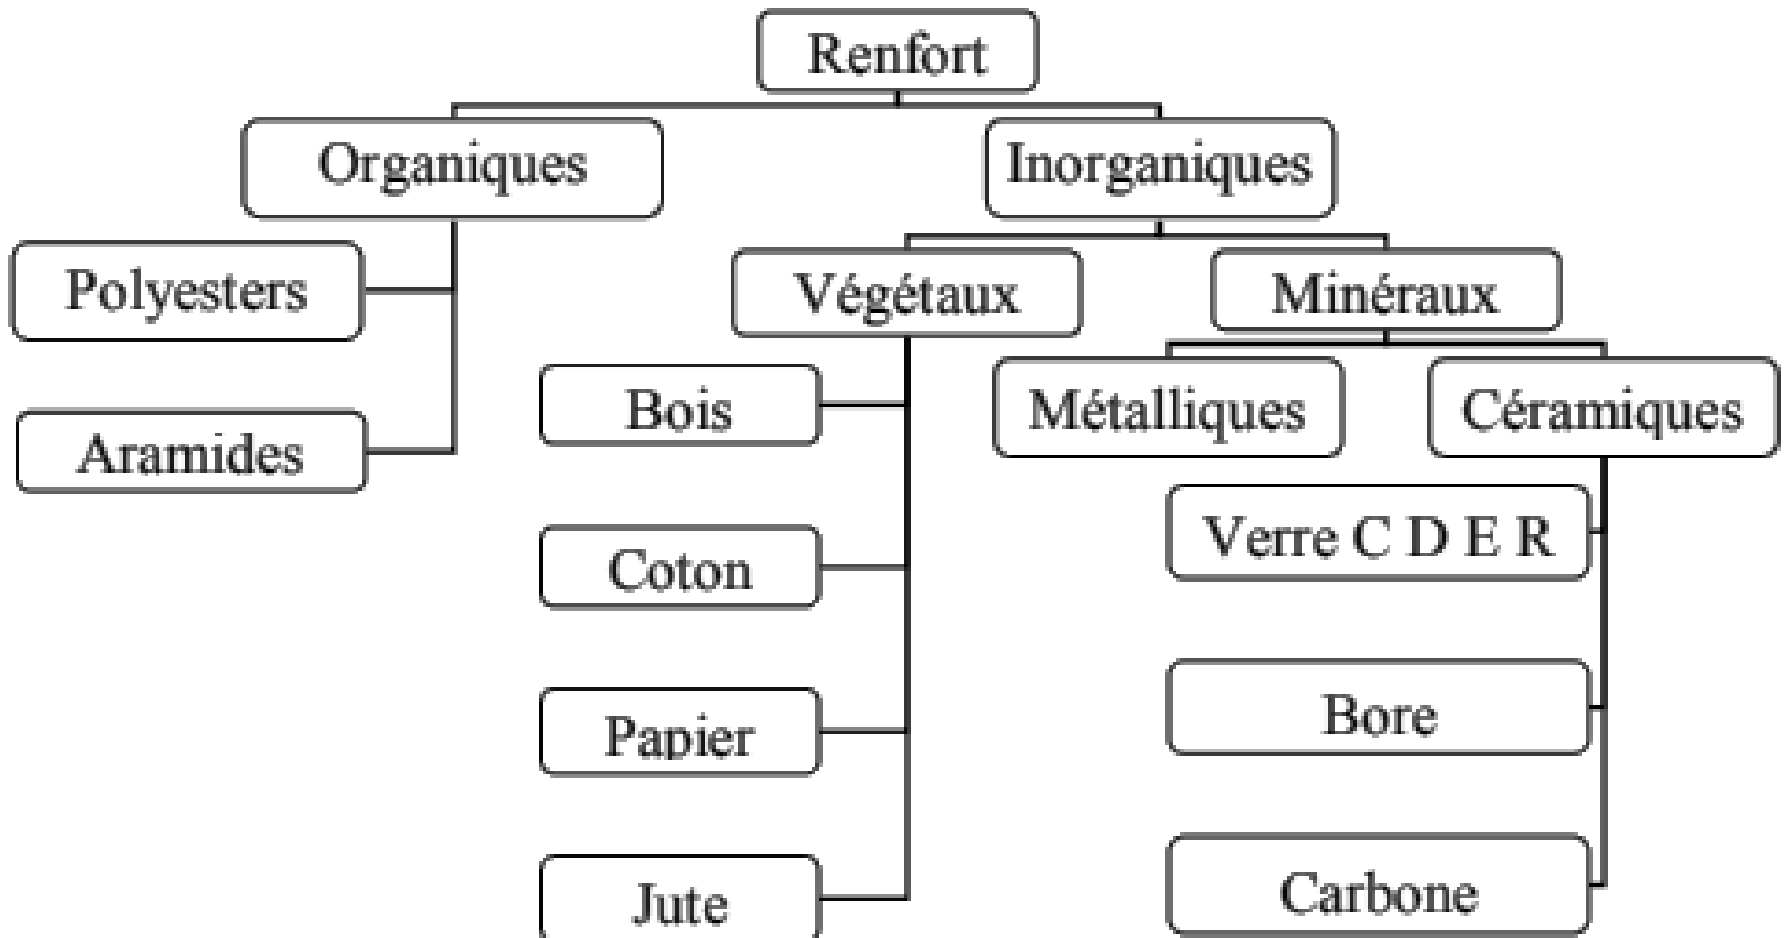 Renfort
Organiques
Inorganiques
Polyesters
Végétaux
Minéraux
Bois
Métalliques
Céramiques
Aramides
Verre C D E R
Coton
Bore
Papier
Carbone
Jute